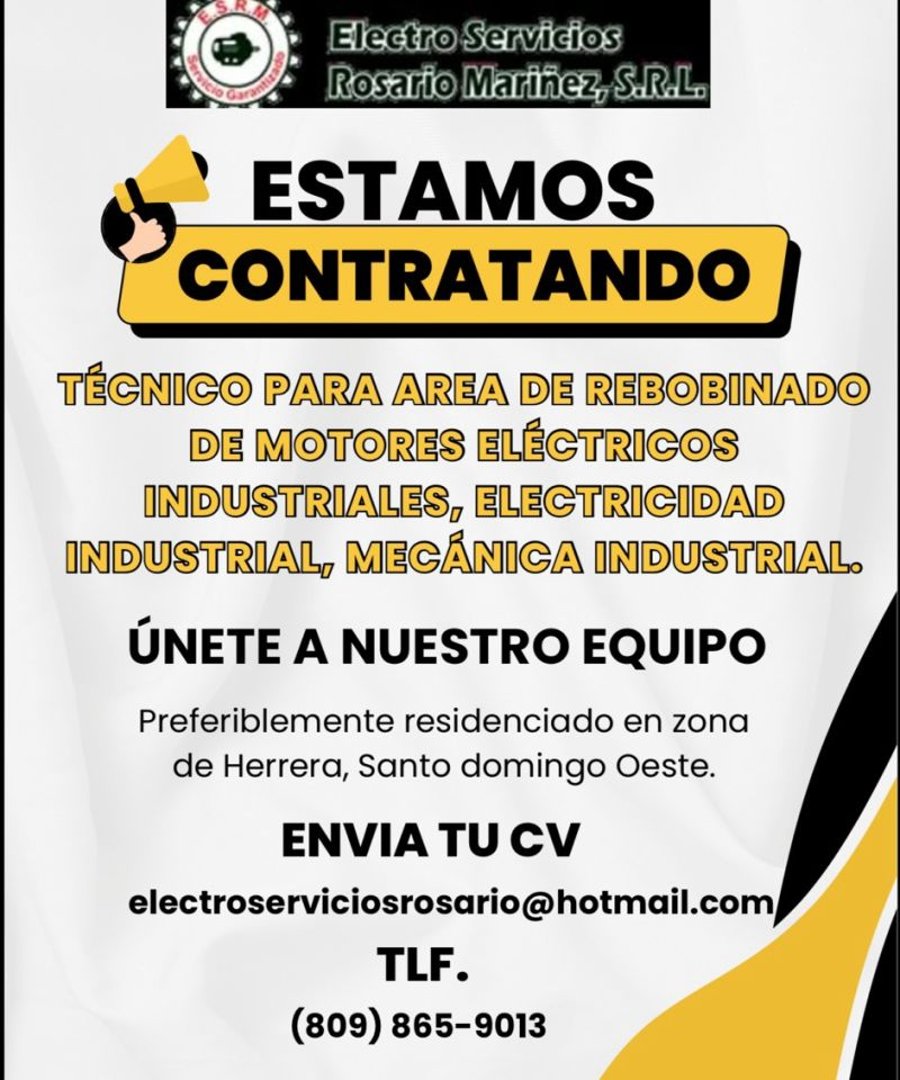 E.S.R.M
Servicio Garantizado
Electro Servicios
Rosario Mariñez, S.R.L.
ESTAMOS
CONTRATANDO
TÉCNICO PARA AREA DE REBOBINADO
DE MOTORES ELÉCTRICOS
INDUSTRIALES, ELECTRICIDAD
INDUSTRIAL, MECÁNICA INDUSTRIAL.
ÚNETE A NUESTRO EQUIPO
Preferiblemente residenciado en zona
de Herrera, Santo domingo Oeste.
ENVIA TU CV
electroserviciosrosario@hotmail.com
TLF.
(809) 865-9013